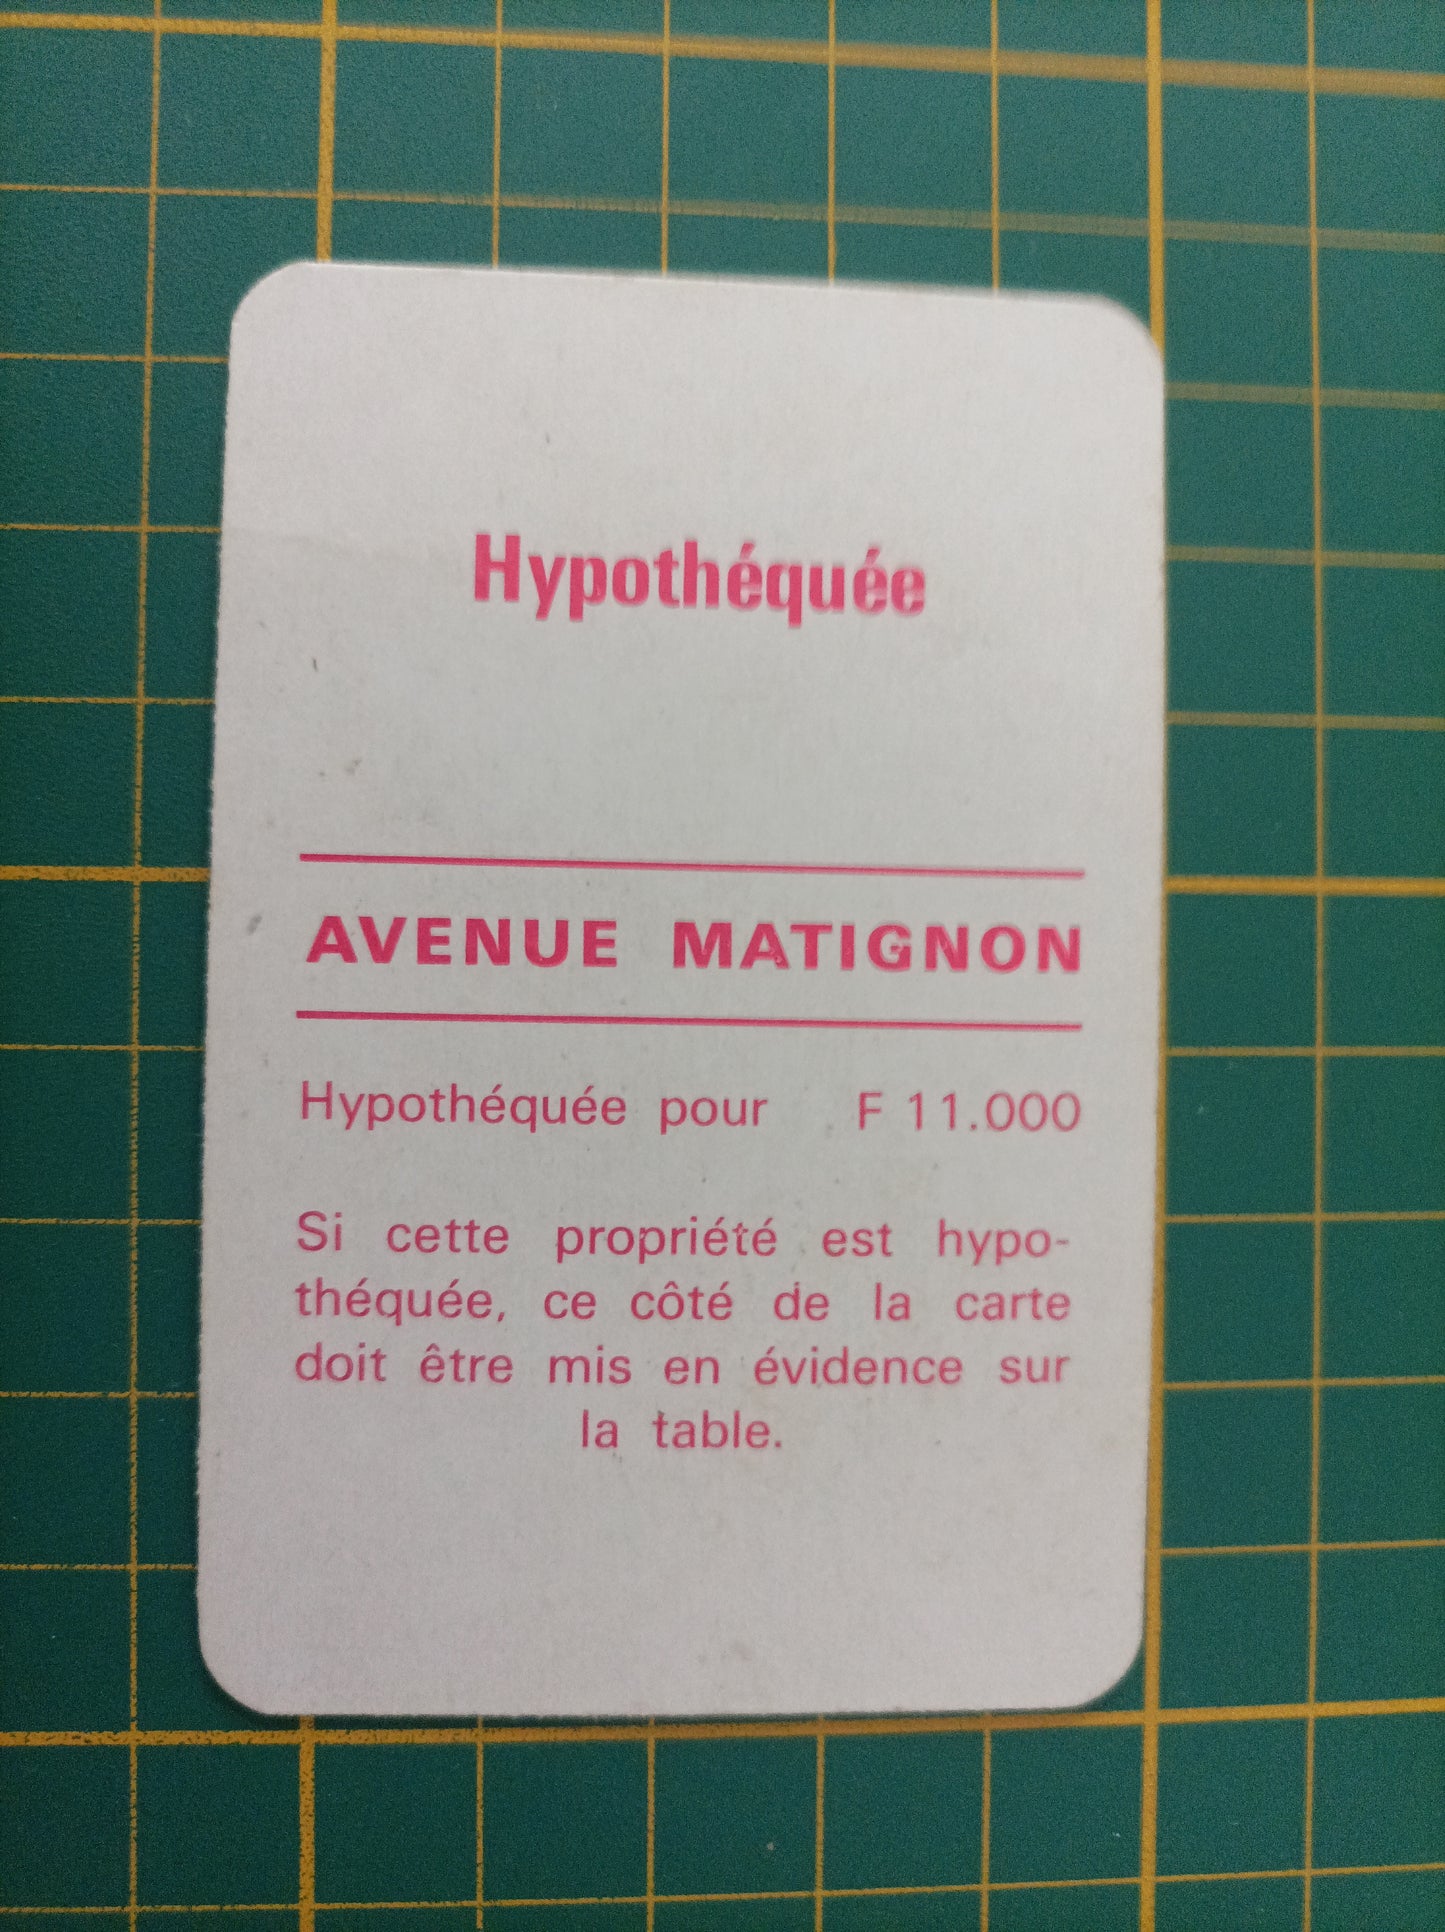 Hypothéquée
AVENUE MATIGNON
Hypothéquée pour F 11.000
Si cette propriété est hypo-
théquée, ce côté de la carte
doit être mis en évidence sur
la table.